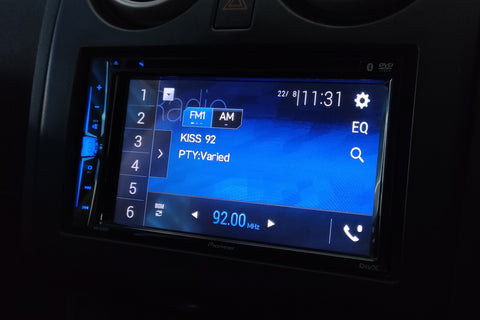 DVD
Radio
22/ 8 11:31
1
2
3
4
5
6
FM1 AM
EQ
KISS 92
PTY:Varied
BSM
92.00 MHz
Pioneer